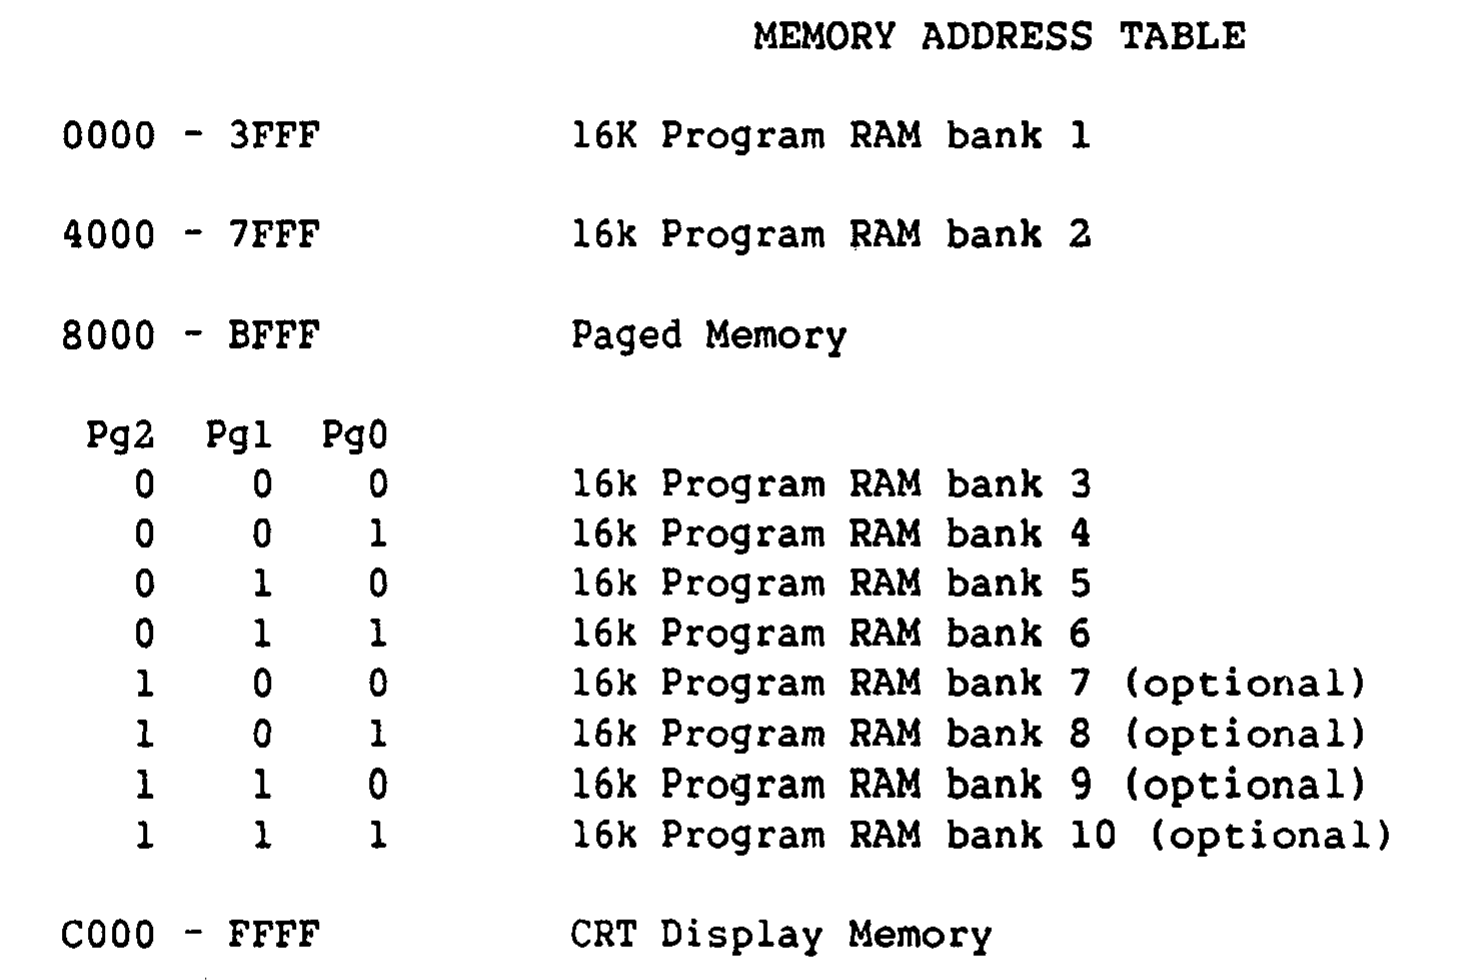 MEMORY ADDRESS TABLE
0000 - 3FFF 16K Program RAM bank 1
4000 - 7FFF 16k Program RAM bank 2
8000 - BFFF Paged Memory
Pg2 Pg1 Pg0
0 0 0 16k Program RAM bank 3
0 0 1 16k Program RAM bank 4
0 1 0 16k Program RAM bank 5
0 1 1 16k Program RAM bank 6
1 0 0 16k Program RAM bank 7 (optional)
1 0 1 16k Program RAM bank 8 (optional)
1 1 0 16k Program RAM bank 9 (optional)
1 1 1 16k Program RAM bank 10 (optional)
C000 - FFFF CRT Display Memory